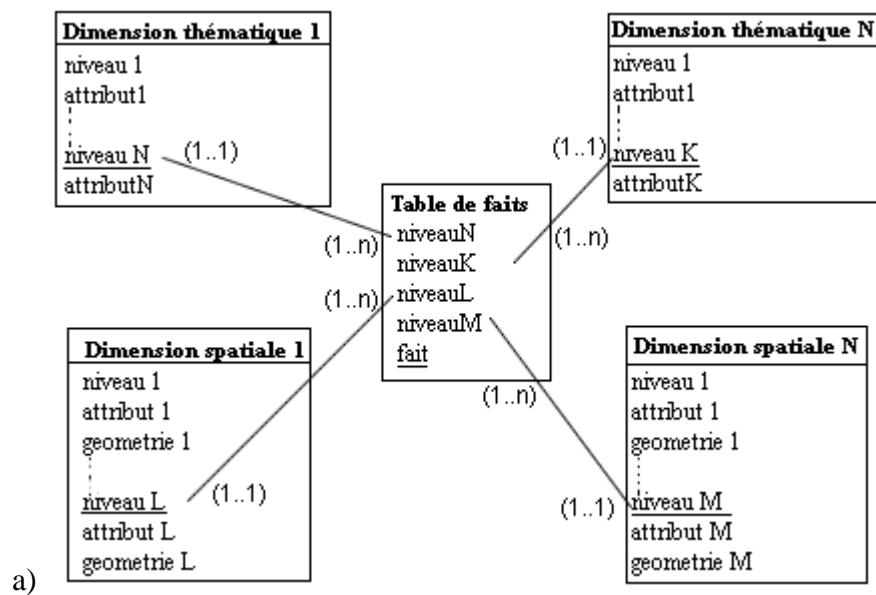 Dimension thématique 1
niveau 1
attribut1
niveau N
attributN
(1..1)
(1..n)
Dimension thématique N
niveau 1
attribut1
niveau K
attributK
(1..1)
(1..n)
Table de faits
niveauN
niveauK
niveauL
niveauM
fait
(1..n)
(1..n)
Dimension spatiale 1
niveau 1
attribut 1
geometrie 1
niveau L
attribut L
geometrie L
(1..1)
Dimension spatiale N
niveau 1
attribut 1
geometrie 1
niveau M
attribut M
geometrie M
(1..1)
a)